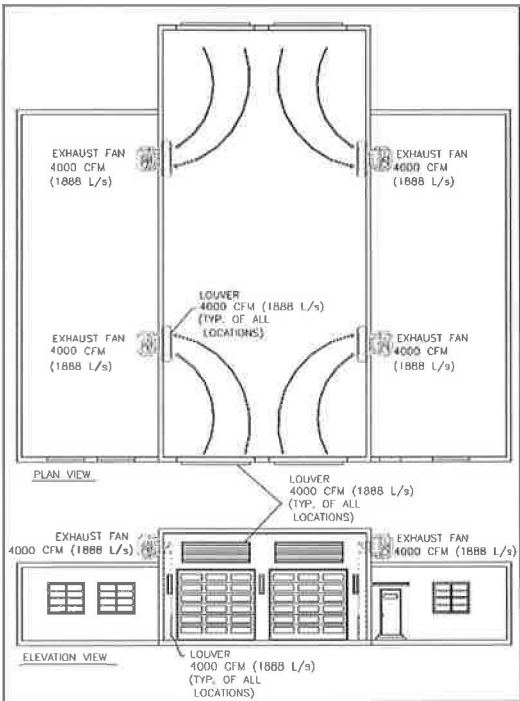 EXHAUST FAN
4000 CFM
(1888 L/s)
EXHAUST FAN
4000 CFM
(1888 L/s)
LOUVER
4000 CFM (1888 L/s)
(TYP. OF ALL
LOCATIONS)
EXHAUST FAN
4000 CFM
(1888 L/s)
EXHAUST FAN
4000 CFM
(1888 L/s)
PLAN VIEW
LOUVER
4000 CFM (1888 L/s)
(TYP. OF ALL
LOCATIONS)
EXHAUST FAN
4000 CFM (1888 L/s)
EXHAUST FAN
4000 CFM (1888 L/s)
ELEVATION VIEW
LOUVER
4000 CFM (1888 L/s)
(TYP. OF ALL
LOCATIONS)